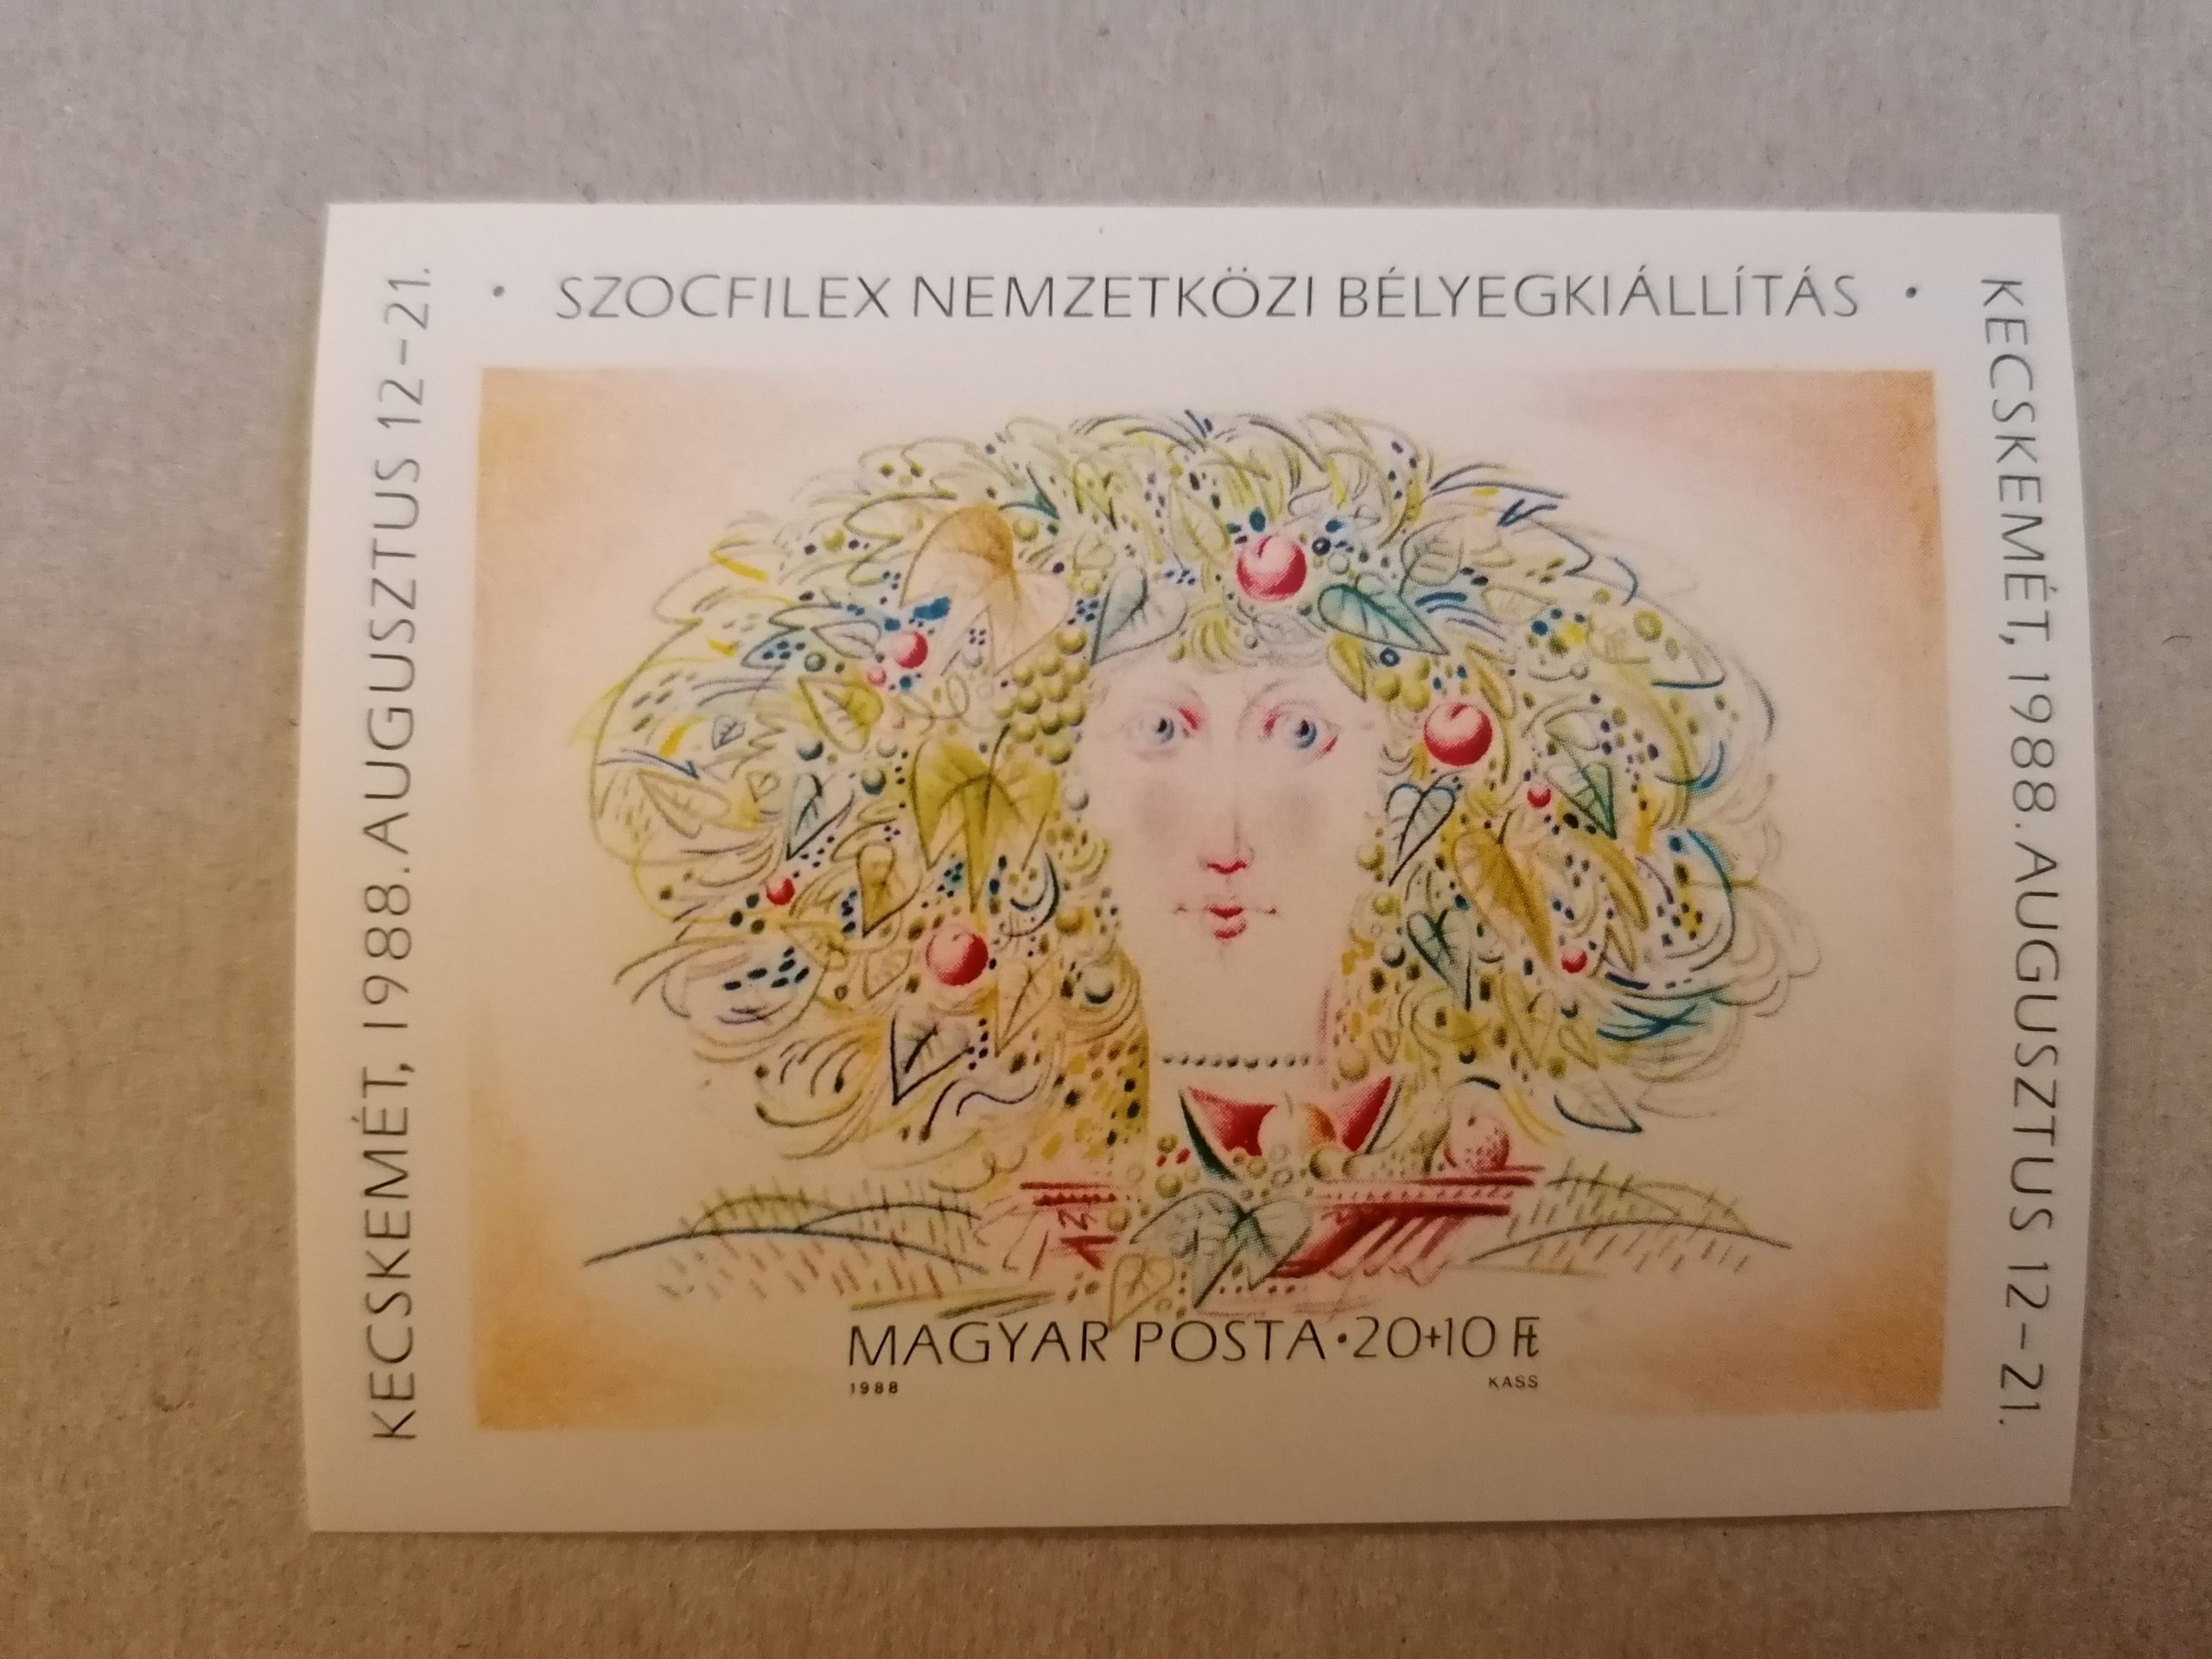 • SZOCFILEX NEMZETKÖZI BÉLYEGKIÁLLÍTÁS •
KECSKEMÉT, 1988. AUGUSZTUS 12-21.
KECSKEMÉT, 1988. AUGUSZTUS 12-21.
MAGYAR POSTA•20+10 Ft
1988 KASS